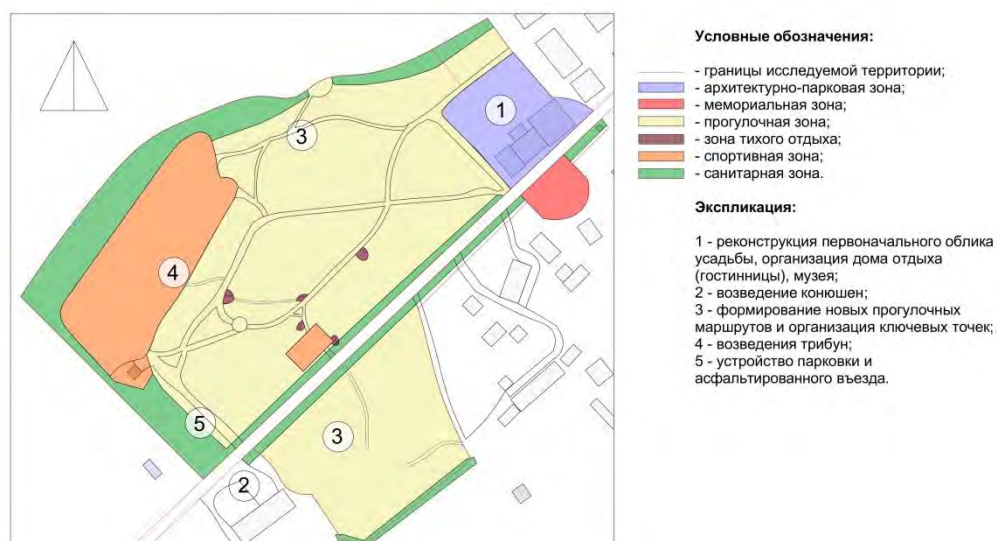 Условные обозначения:
- границы исследуемой территории;
- архитектурно-парковая зона;
- мемориальная зона;
- прогулочная зона;
- зона тихого отдыха;
- спортивная зона;
- санитарная зона.
Экспликация:
1 - реконструкция первоначального облика
усадьбы, организация дома отдыха
(гостинницы), музея;
2 - возведение конюшен;
3 - формирование новых прогулочных
маршрутов и организация ключевых точек;
4 - возведения трибун;
5 - устройство парковки и
асфальтированного въезда.
1
3
4
5
3
2